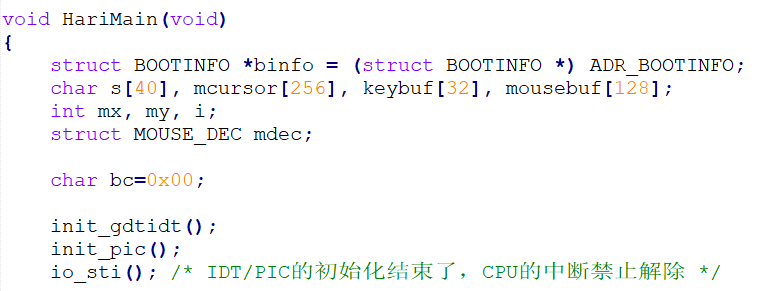 void HariMain(void)
{
    struct BOOTINFO *binfo = (struct BOOTINFO *) ADR_BOOTINFO;
    char s[40], mcursor[256], keybuf[32], mousebuf[128];
    int mx, my, i;
    struct MOUSE_DEC mdec;

    char bc=0x00;

    init_gdtidt();
    init_pic();
    io_sti(); /* IDT/PIC的初始化结束了，CPU的中断禁止解除 */